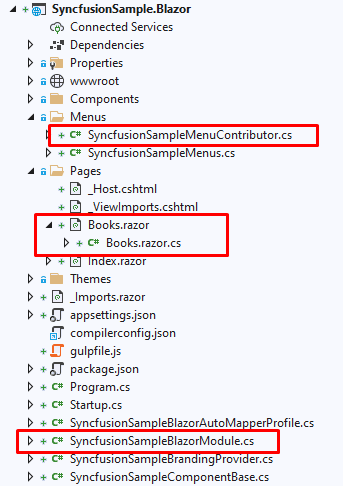 SyncfusionSample.Blazor
Connected Services
Dependencies
Properties
wwwroot
Components
Menus
SyncfusionSampleMenuContributor.cs
SyncfusionSampleMenus.cs
Pages
_Host.cshtml
_ViewImports.cshtml
Books.razor
Books.razor.cs
Index.razor
Themes
_Imports.razor
appsettings.json
compilerconfig.json
gulpfile.js
package.json
Program.cs
Startup.cs
SyncfusionSampleBlazorAutoMapperProfile.cs
SyncfusionSampleBlazorModule.cs
SyncfusionSampleBrandingProvider.cs
SyncfusionSampleComponentBase.cs